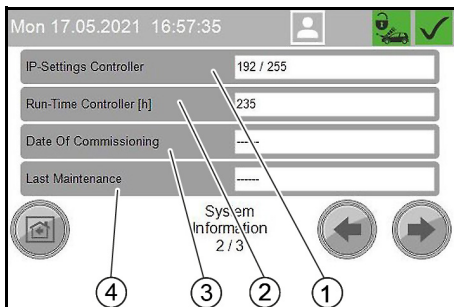 Mon 17.05.2021 16:57:35
IP-Settings Controller 192 / 255
Run-Time Controller [h] 235
Date Of Commissioning -----
Last Maintenance ------
System
Information
2 / 3
4 3 2 1